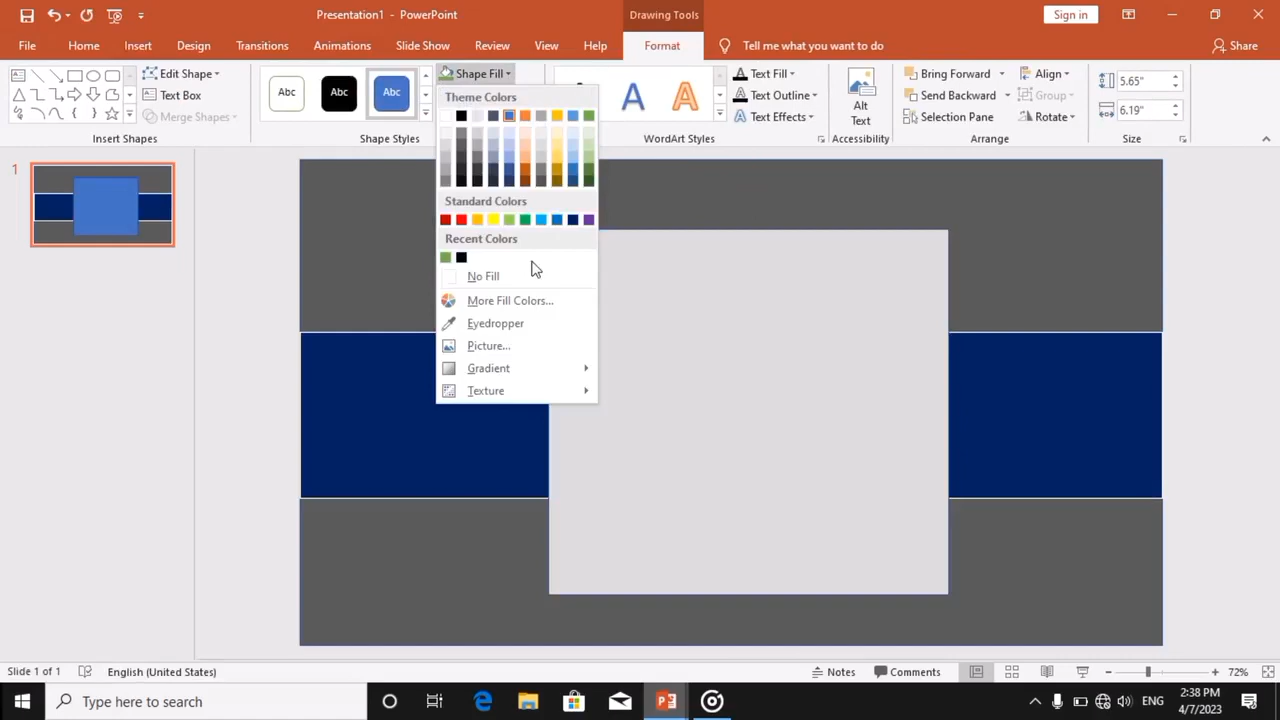 Presentation1 - PowerPoint
Drawing Tools
Sign in
File
Home
Insert
Design
Transitions
Animations
Slide Show
Review
View
Help
Format
Tell me what you want to do
Share
Edit Shape
Text Box
Merge Shapes
Insert Shapes
Abc
Abc
Abc
Shape Styles
Shape Fill
A
A
Text Fill
Text Outline
Text Effects
WordArt Styles
Alt
Text
Accessibility
Bring Forward
Send Backward
Selection Pane
Align
Group
Rotate
Arrange
5.65"
6.19"
Size
Theme Colors
Standard Colors
Recent Colors
No Fill
More Fill Colors...
Eyedropper
Picture...
Gradient
Texture
1
Slide 1 of 1
English (United States)
Notes
Comments
72%
Type here to search
ENG
2:38 PM
4/7/2023